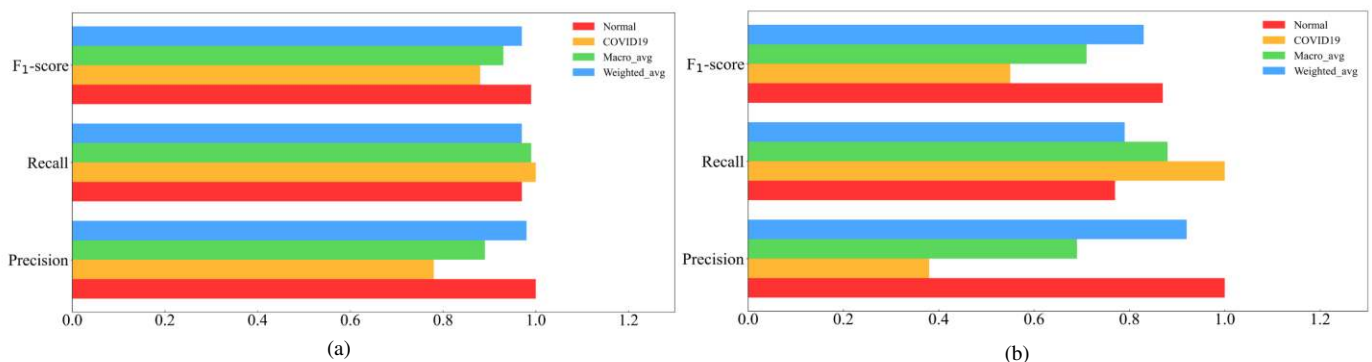 Normal
COVID19
Macro_avg
Weighted_avg
F₁-score
Recall
Precision
0.0 0.2 0.4 0.6 0.8 1.0 1.2
(a)
Normal
COVID19
Macro_avg
Weighted_avg
F₁-score
Recall
Precision
0.0 0.2 0.4 0.6 0.8 1.0 1.2
(b)